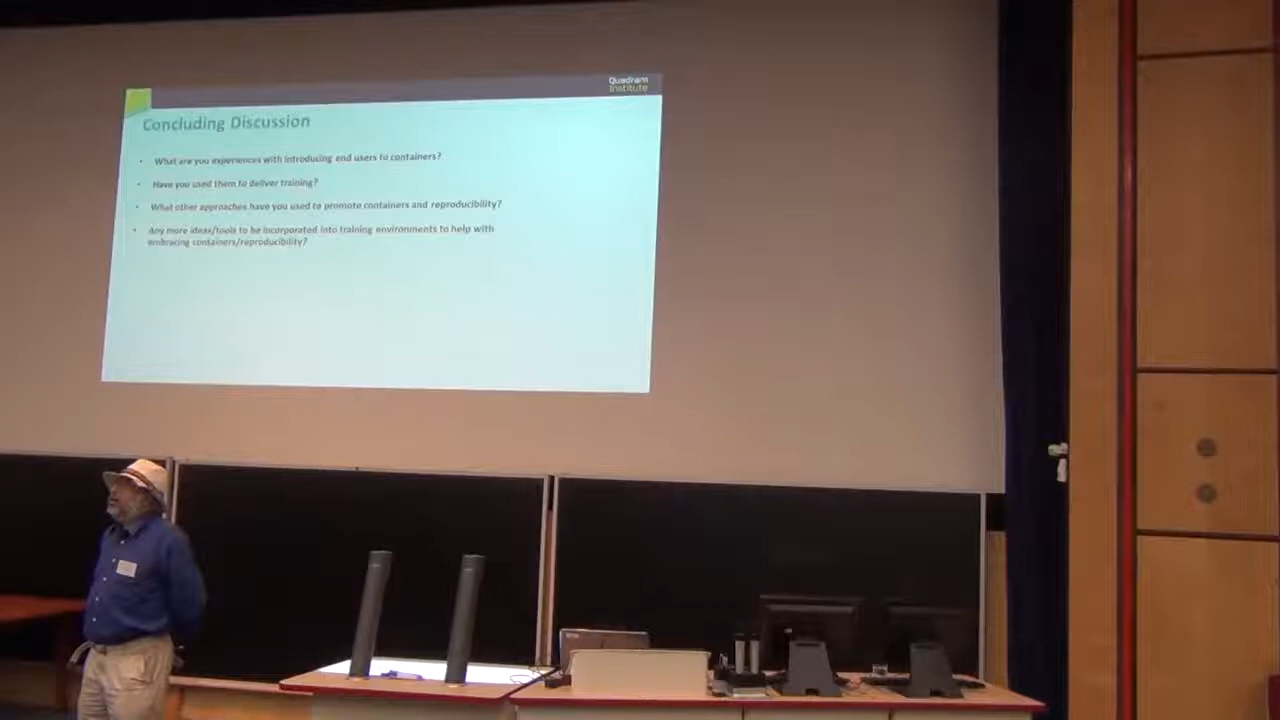 Quadram
Institute
Concluding Discussion
• What are you experiences with introducing end users to containers?
• Have you used them to deliver training?
• What other approaches have you used to promote containers and reproducibility?
• Any more ideas/tools to be incorporated into training environments to help with
embracing containers/reproducibility?